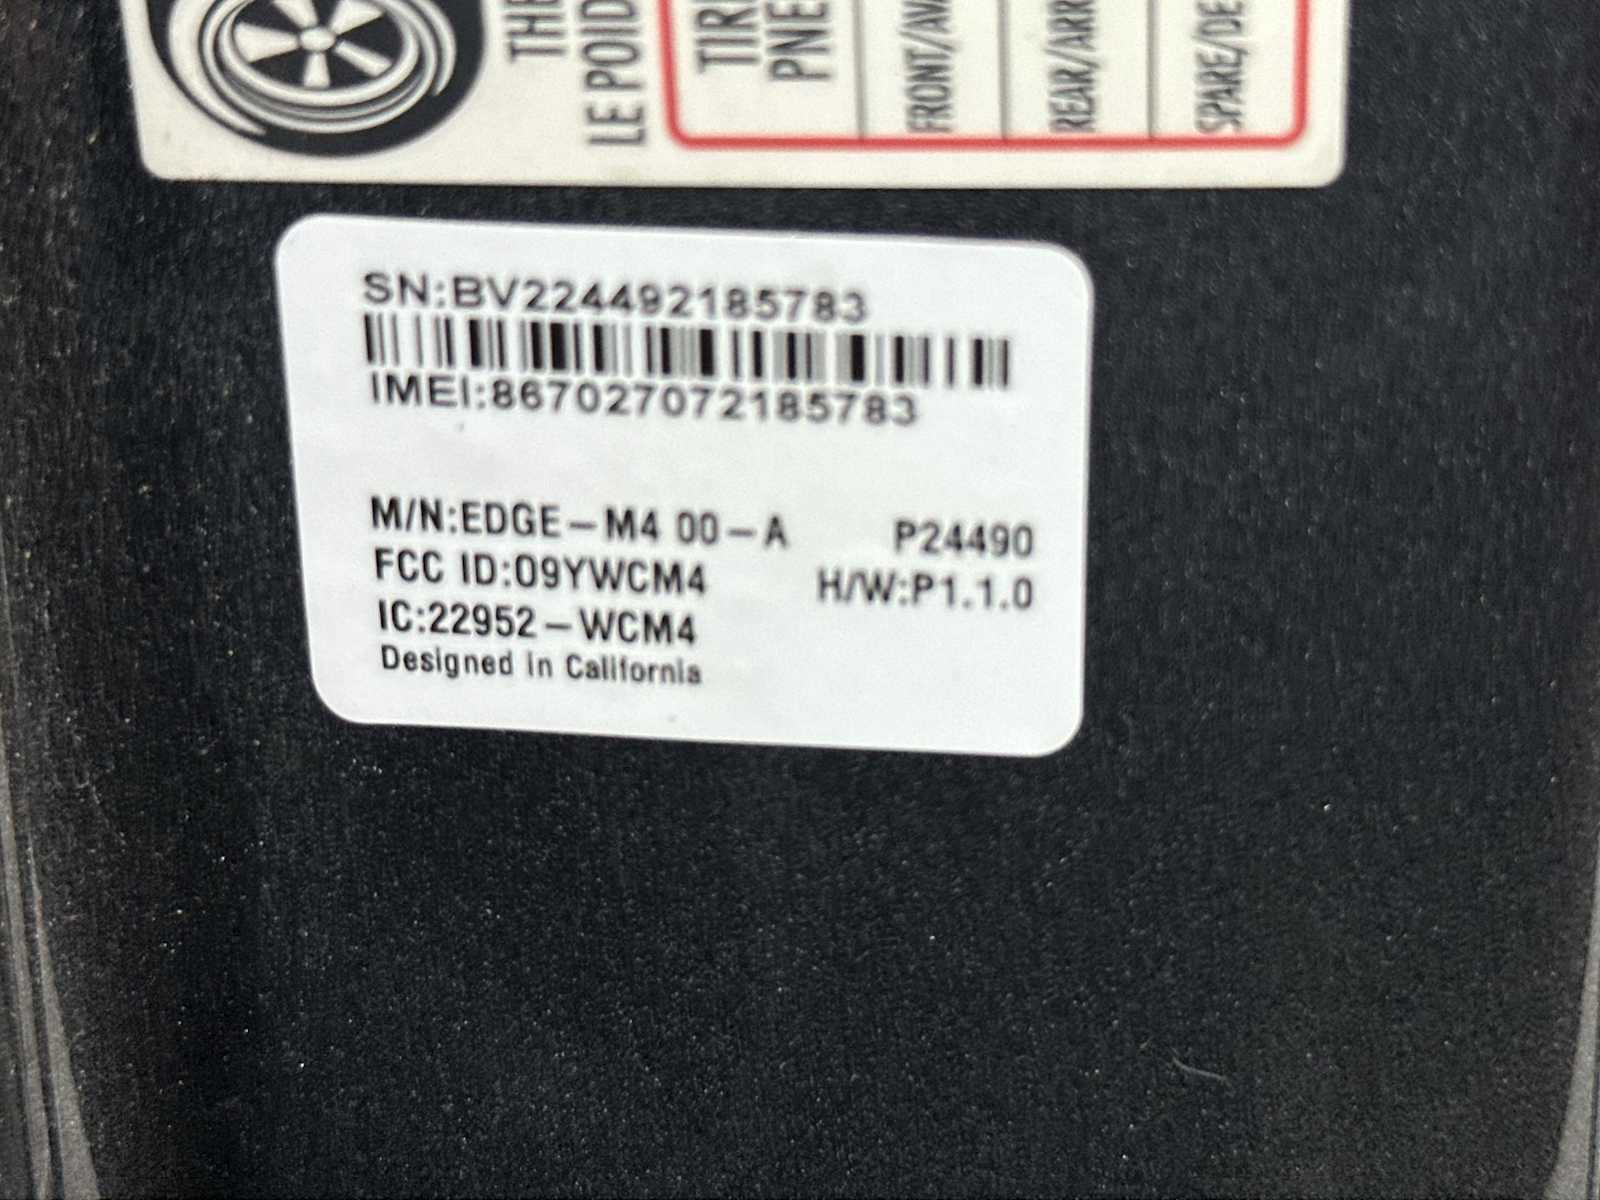 THE
LE POID
TIR
PNE
FRONT/AVA
REAR/ARR
SPARE/DE
SN:BV224492185783
IMEI:867027072185783
M/N:EDGE-M4 00-A P24490
FCC ID:O9YWCM4 H/W:P1.1.0
IC:22952-WCM4
Designed in California